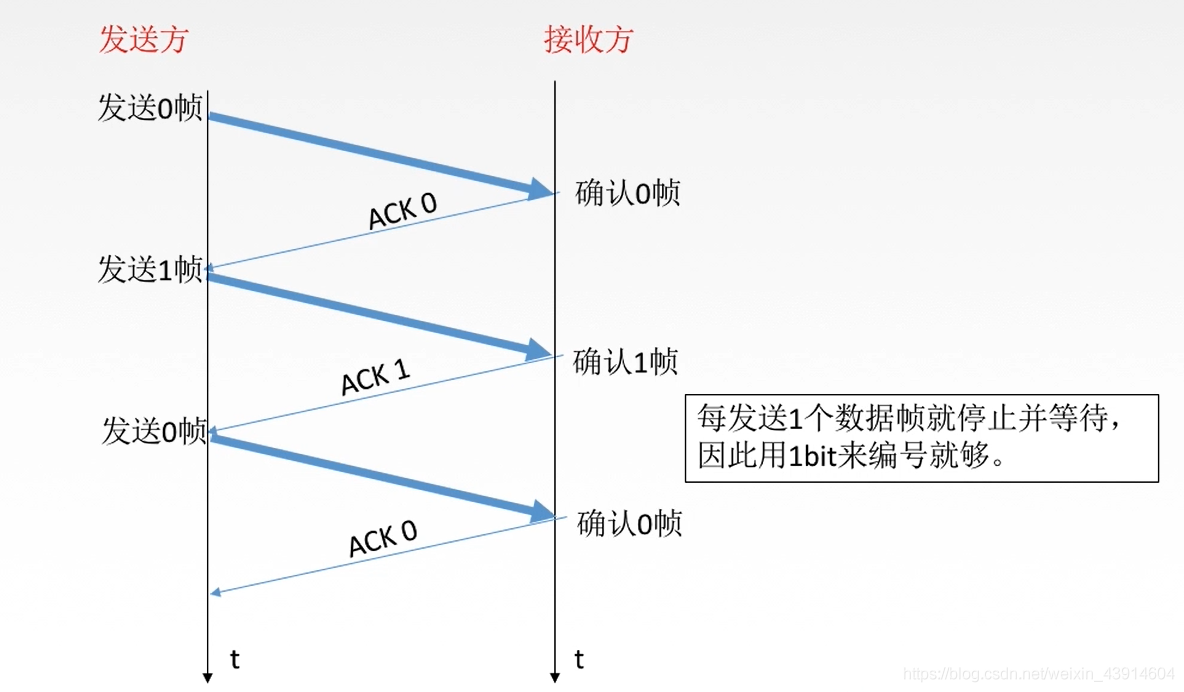 发送方
接收方
发送0帧
确认0帧
ACK 0
发送1帧
确认1帧
ACK 1
每发送1个数据帧就停止并等待，
因此用1bit来编号就够。
发送0帧
确认0帧
ACK 0
t
t
https://blog.csdn.net/weixin_43914604